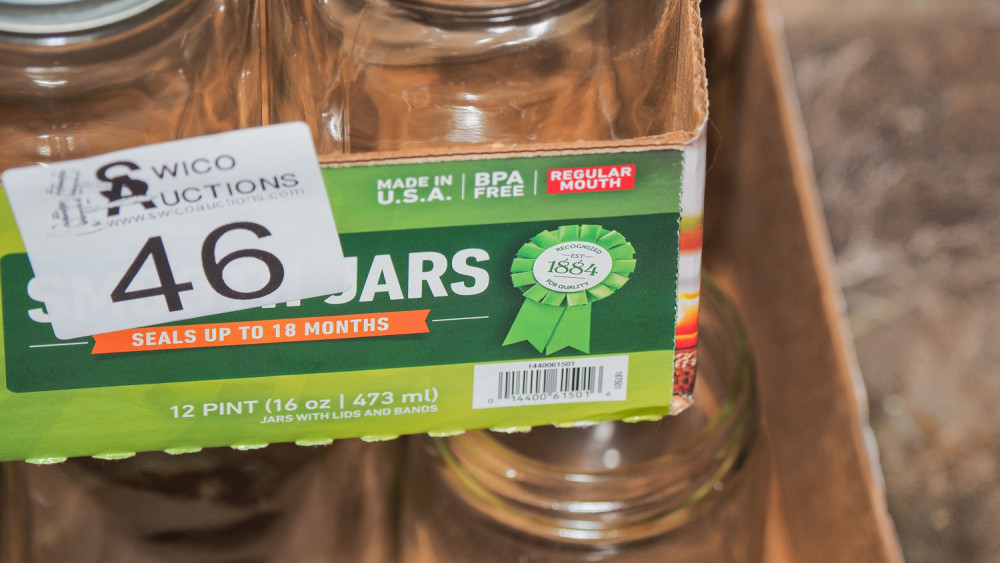 SWICO
AUCTIONS
www.swicoauctions.com
46
MADE IN
U.S.A.
BPA
FREE
REGULAR
MOUTH
JARS
SEALS UP TO 18 MONTHS
RECOGNIZED
EST
1884
FOR QUALITY
12 PINT (16 oz | 473 ml)
JARS WITH LIDS AND BANDS
1440061501
0 14400 61501 6